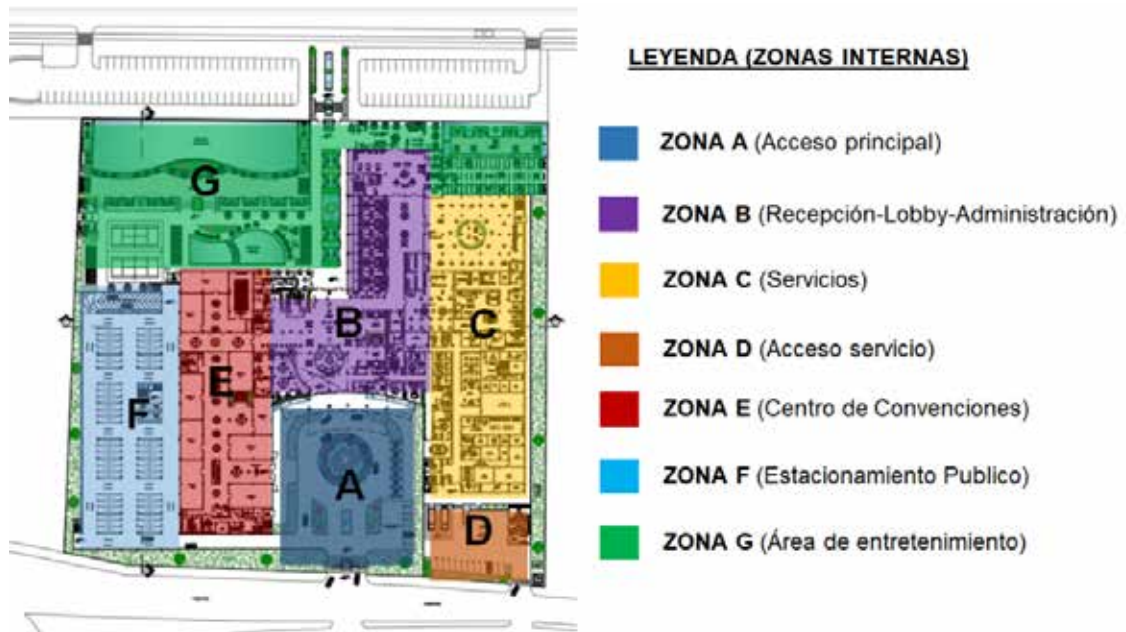 LEYENDA (ZONAS INTERNAS)
ZONA A (Acceso principal)
ZONA B (Recepción-Lobby-Administración)
ZONA C (Servicios)
ZONA D (Acceso servicio)
ZONA E (Centro de Convenciones)
ZONA F (Estacionamiento Publico)
ZONA G (Área de entretenimiento)
G
B
C
E
F
A
D